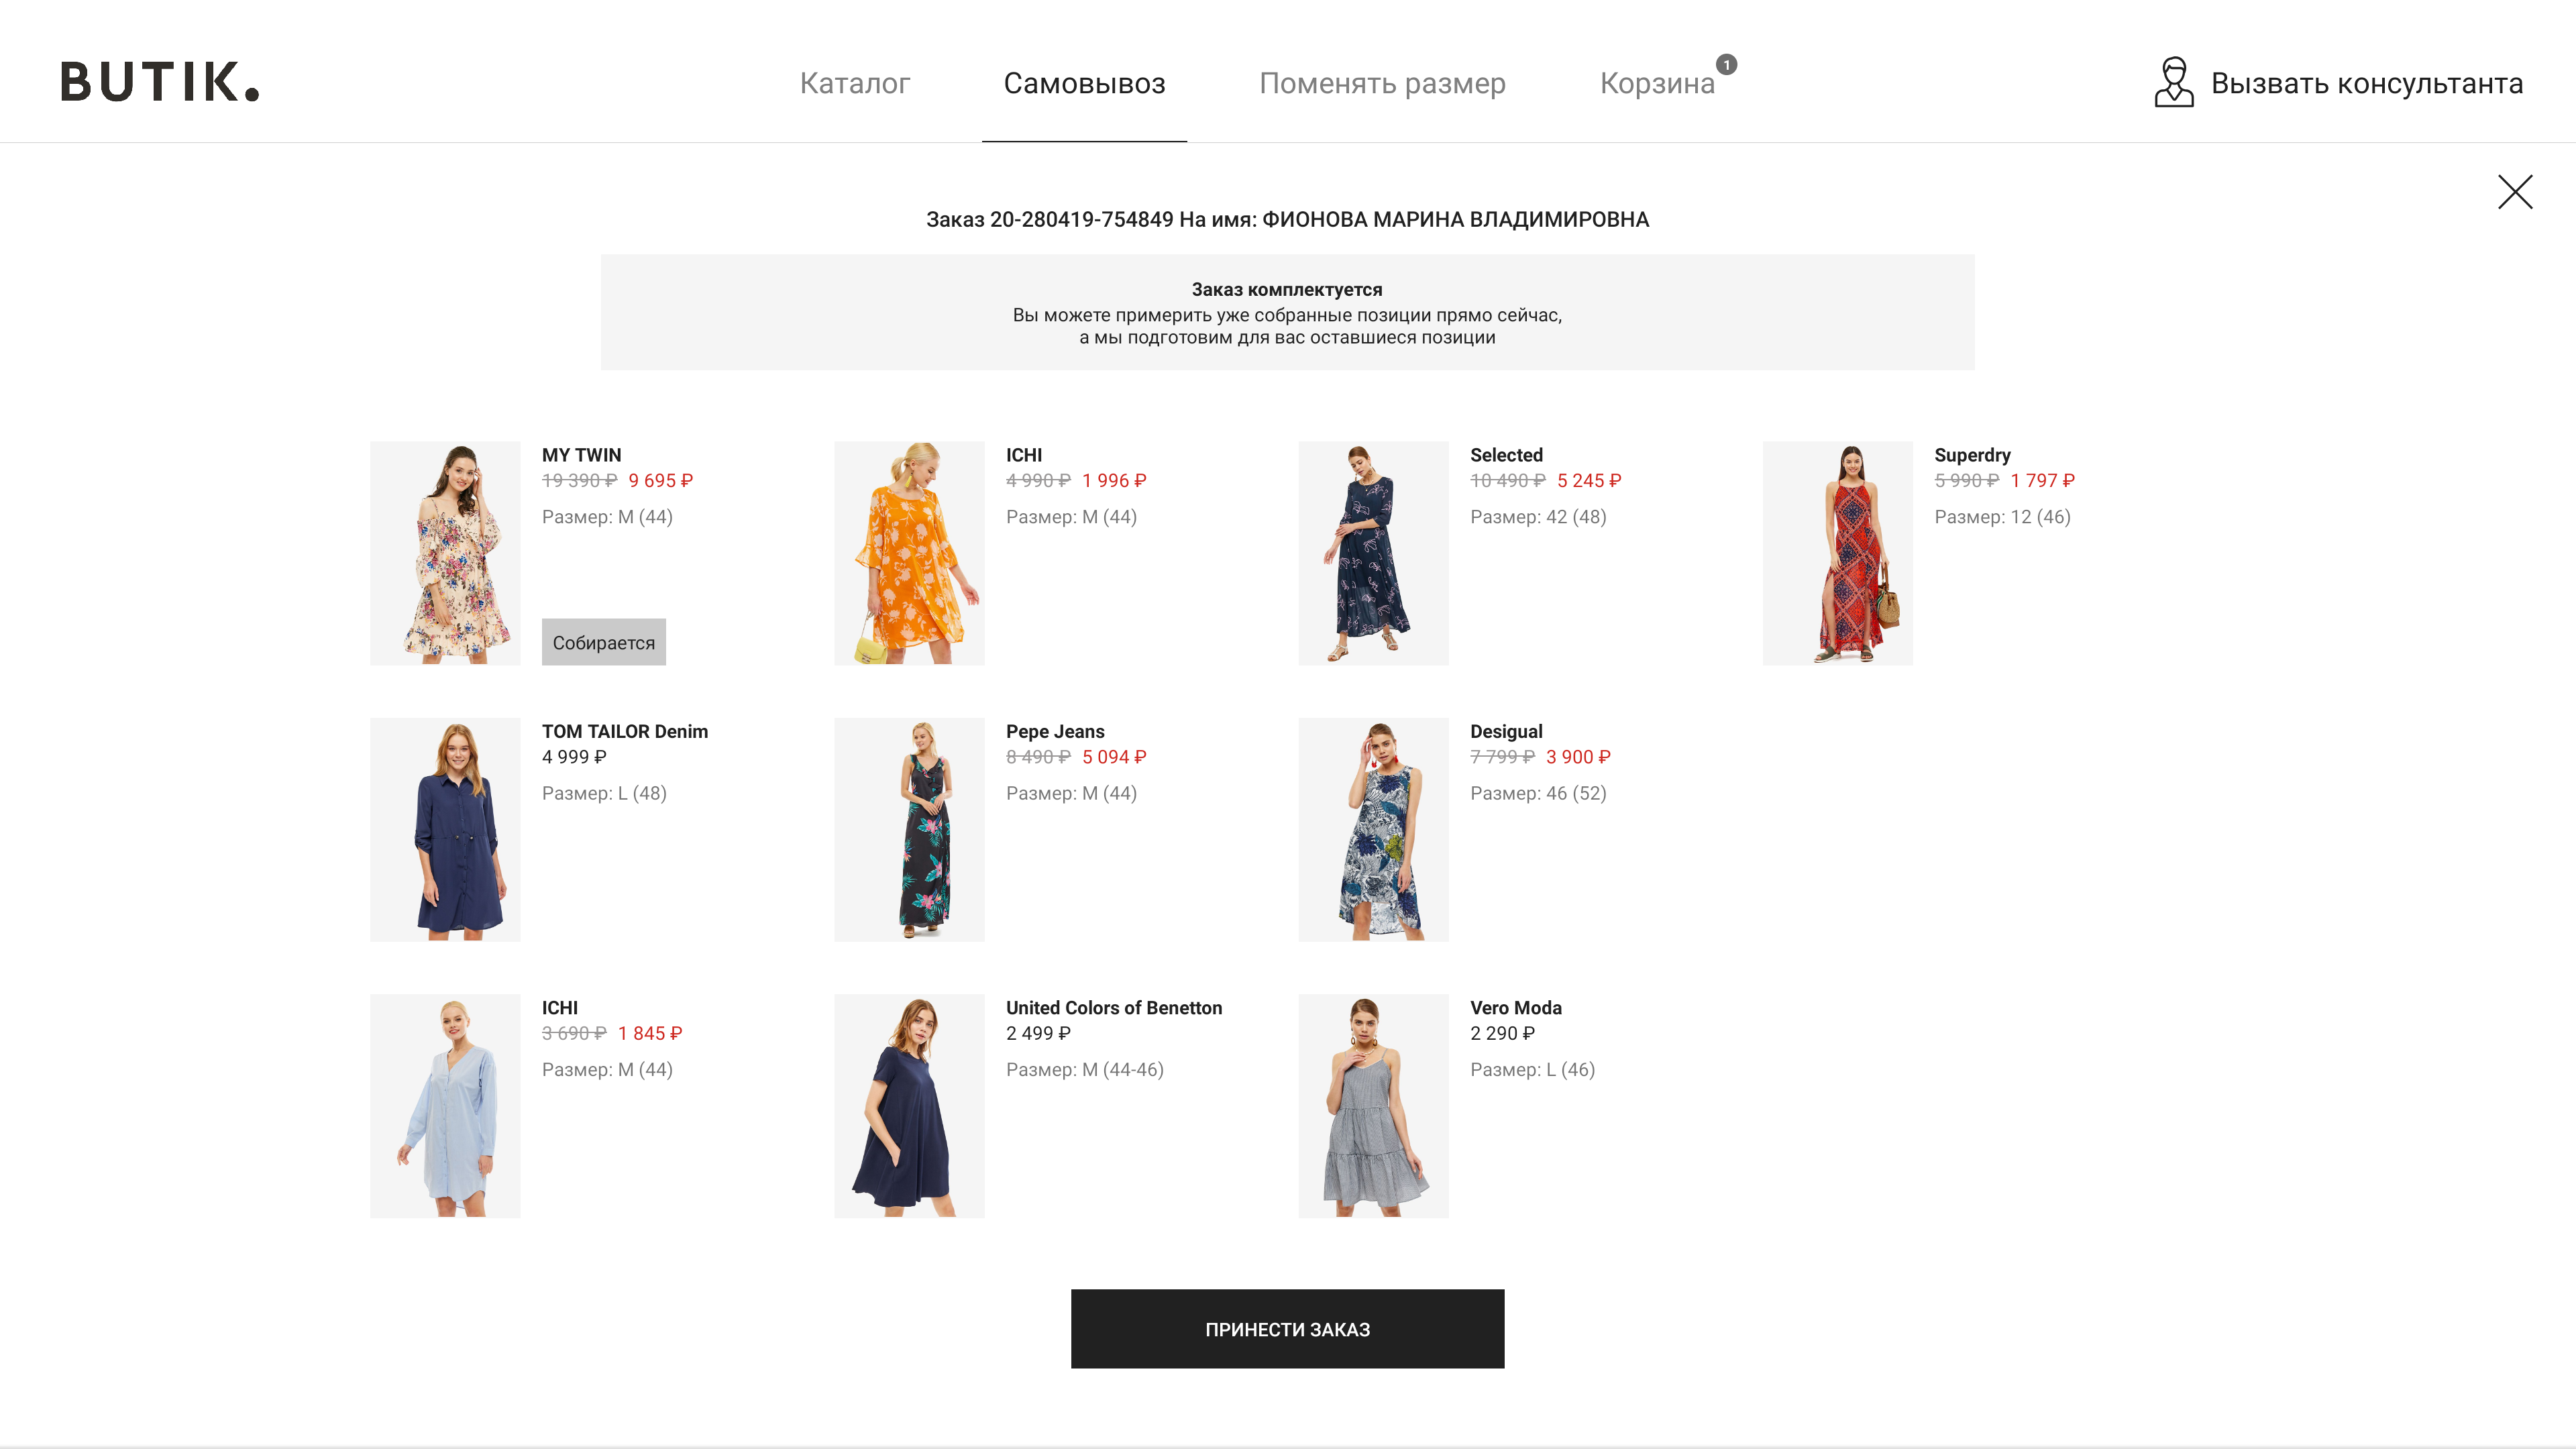 BUTIK.
Каталог
Самовывоз
Поменять размер
Корзина
1
Вызвать консультанта
Заказ 20-280419-754849 На имя: ФИОНОВА МАРИНА ВЛАДИМИРОВНА
Заказ комплектуется
Вы можете примерить уже собранные позиции прямо сейчас,
а мы подготовим для вас оставшиеся позиции
MY TWIN
19 390 ₽ 9 695 ₽
Размер: M (44)
Собирается
ICHI
4 990 ₽ 1 996 ₽
Размер: M (44)
Selected
10 490 ₽ 5 245 ₽
Размер: 42 (48)
Superdry
5 990 ₽ 1 797 ₽
Размер: 12 (46)
TOM TAILOR Denim
4 999 ₽
Размер: L (48)
Pepe Jeans
8 490 ₽ 5 094 ₽
Размер: M (44)
Desigual
7 799 ₽ 3 900 ₽
Размер: 46 (52)
ICHI
3 690 ₽ 1 845 ₽
Размер: M (44)
United Colors of Benetton
2 499 ₽
Размер: M (44-46)
Vero Moda
2 290 ₽
Размер: L (46)
ПРИНЕСТИ ЗАКАЗ